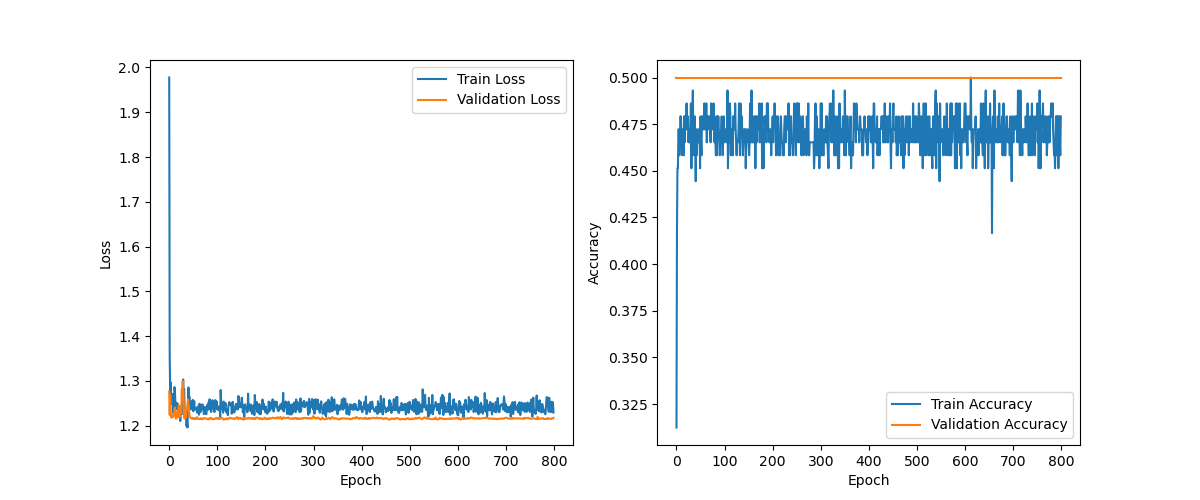 2.0
1.9
1.8
1.7
1.6
1.5
1.4
1.3
1.2
Loss
0 100 200 300 400 500 600 700 800
Epoch
Train Loss
Validation Loss
0.500
0.475
0.450
0.425
0.400
0.375
0.350
0.325
Accuracy
0 100 200 300 400 500 600 700 800
Epoch
Train Accuracy
Validation Accuracy